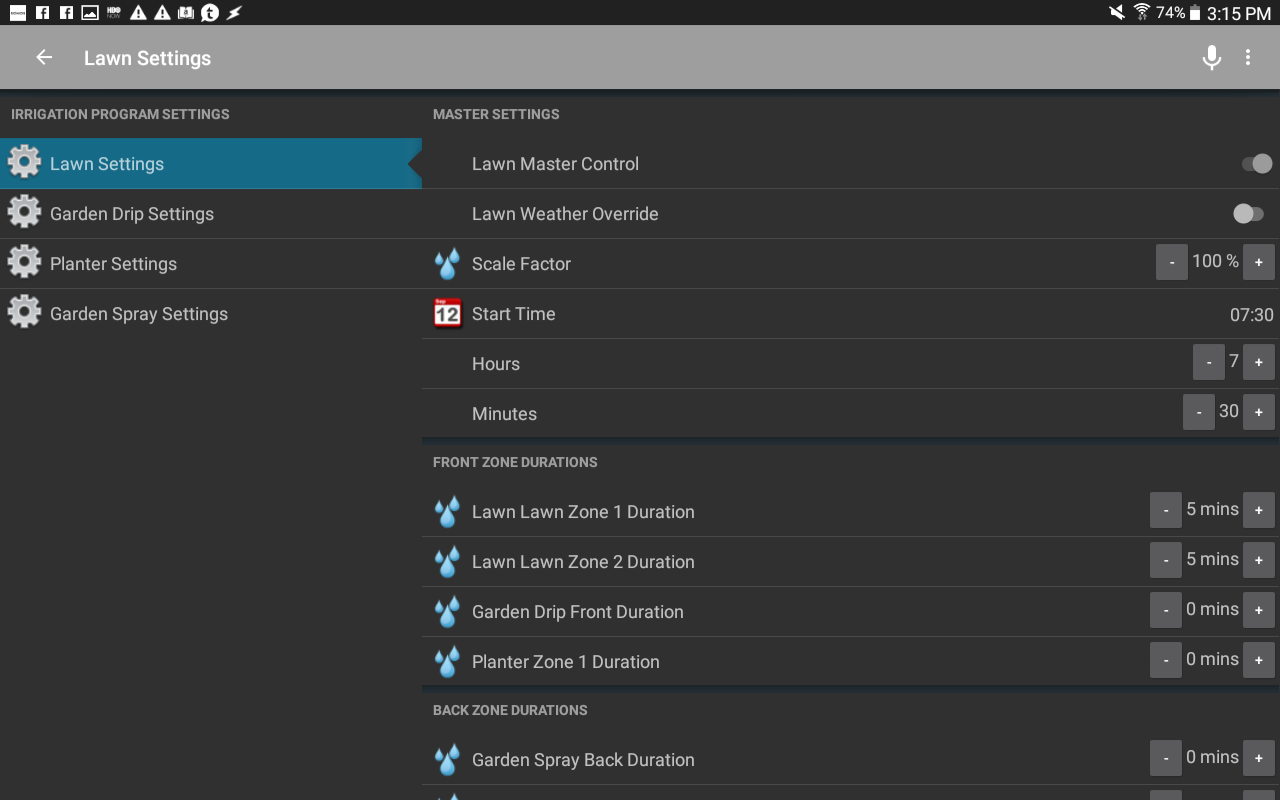 HBO
NOW
t
74%
3:15 PM
Lawn Settings
IRRIGATION PROGRAM SETTINGS
Lawn Settings
Garden Drip Settings
Planter Settings
Garden Spray Settings
MASTER SETTINGS
Lawn Master Control
Lawn Weather Override
Scale Factor
- 100 % +
Sep
12
Start Time
07:30
Hours
- 7 +
Minutes
- 30 +
FRONT ZONE DURATIONS
Lawn Lawn Zone 1 Duration
- 5 mins +
Lawn Lawn Zone 2 Duration
- 5 mins +
Garden Drip Front Duration
- 0 mins +
Planter Zone 1 Duration
- 0 mins +
BACK ZONE DURATIONS
Garden Spray Back Duration
- 0 mins +